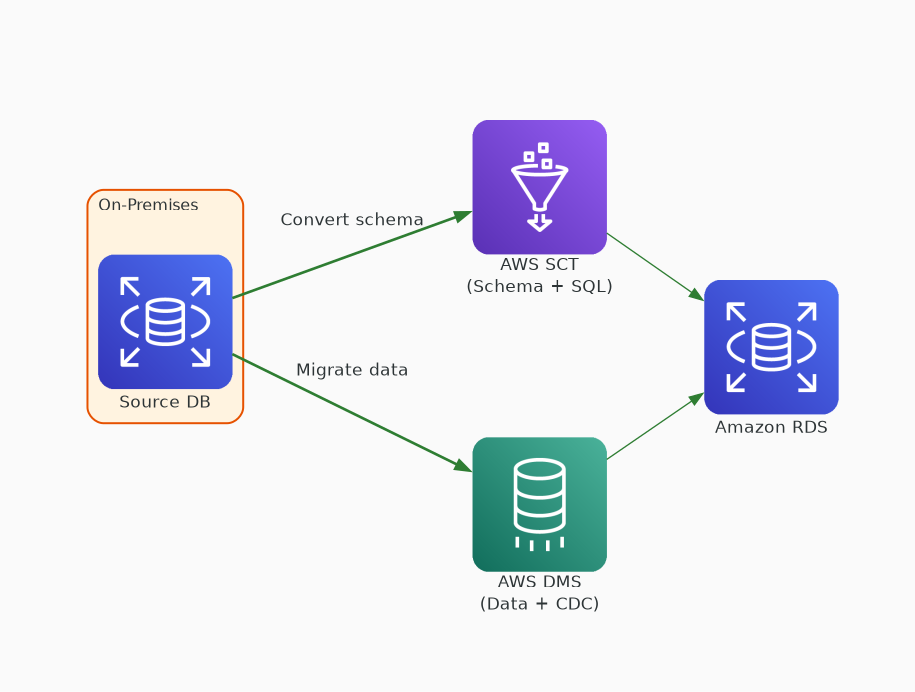 On-Premises
Source DB
Convert schema
Migrate data
AWS SCT
(Schema + SQL)
AWS DMS
(Data + CDC)
Amazon RDS